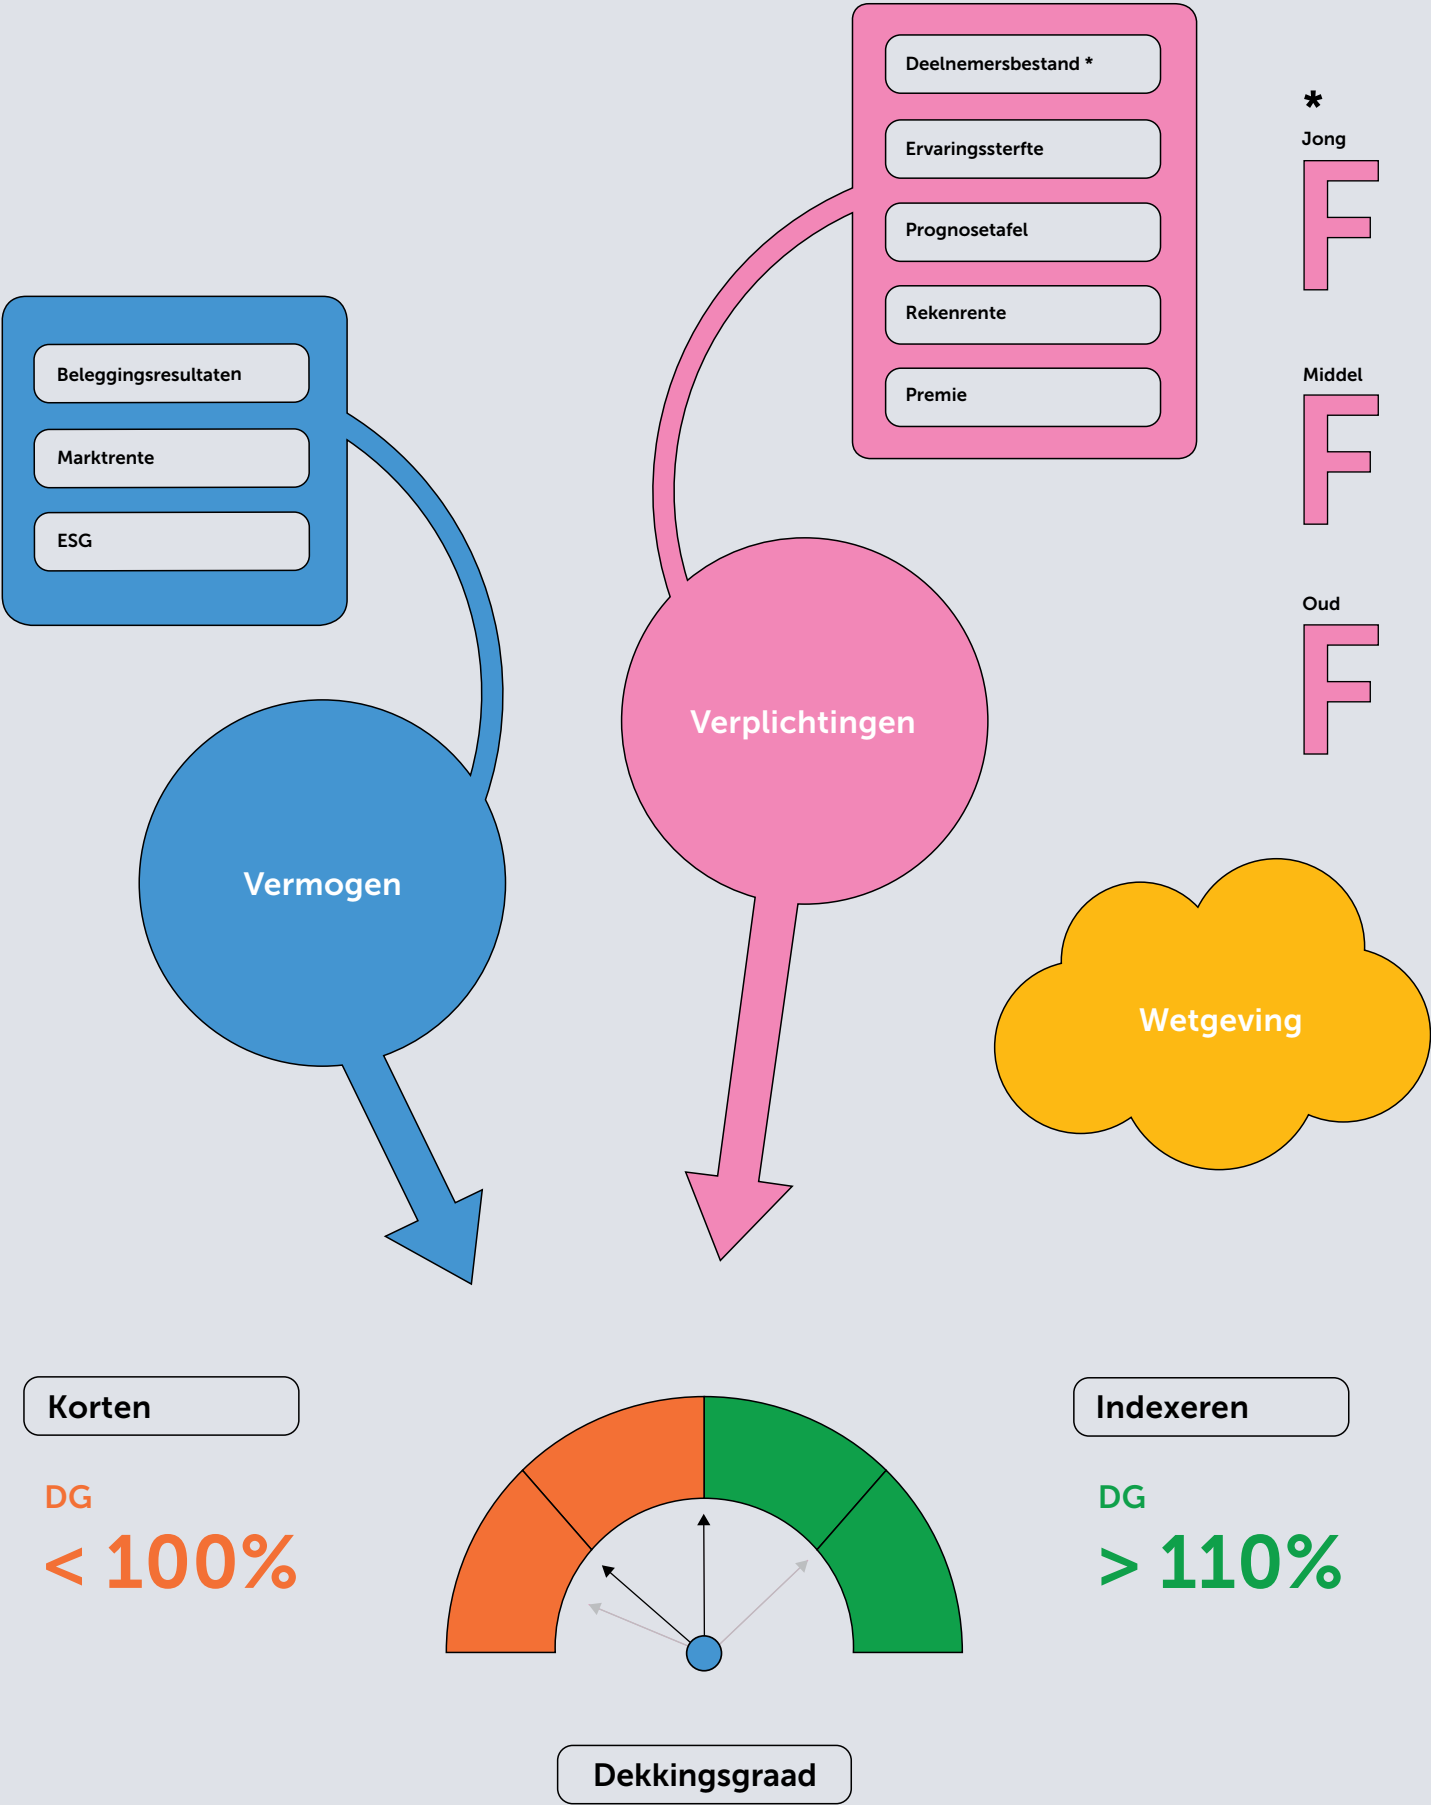 Deelnemersbestand *
Ervaringssterfte
Prognosetafel
Rekenrente
Premie
*
Jong
F
Middel
F
Oud
F
Beleggingsresultaten
Marktrente
ESG
Verplichtingen
Vermogen
Wetgeving
Korten
DG
< 100%
Indexeren
DG
> 110%
Dekkingsgraad